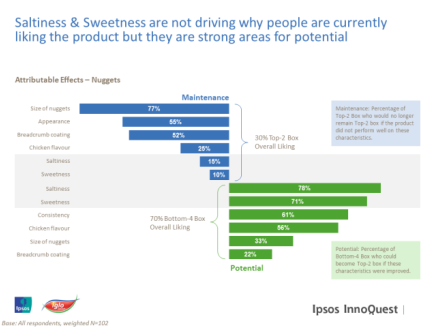 Saltiness & Sweetness are not driving why people are currently
liking the product but they are strong areas for potential
Attributable Effects – Nuggets
Maintenance
Size of nuggets
77%
Appearance
55%
Breadcrumb coating
52%
Chicken flavour
25%
Saltiness
15%
Sweetness
10%
30% Top-2 Box
Overall Liking
Maintenance: Percentage of
Top-2 Box who would no longer
remain Top-2 box if the product
did not perform well on these
characteristics.
Saltiness
78%
Sweetness
71%
Consistency
61%
Chicken flavour
56%
Size of nuggets
33%
Breadcrumb coating
22%
70% Bottom-4 Box
Overall Liking
Potential
Potential: Percentage of
Bottom-4 Box who could
become Top-2 box if these
characteristics were improved.
Ipsos
iglo
Ipsos InnoQuest
Base: All respondents, weighted N=102